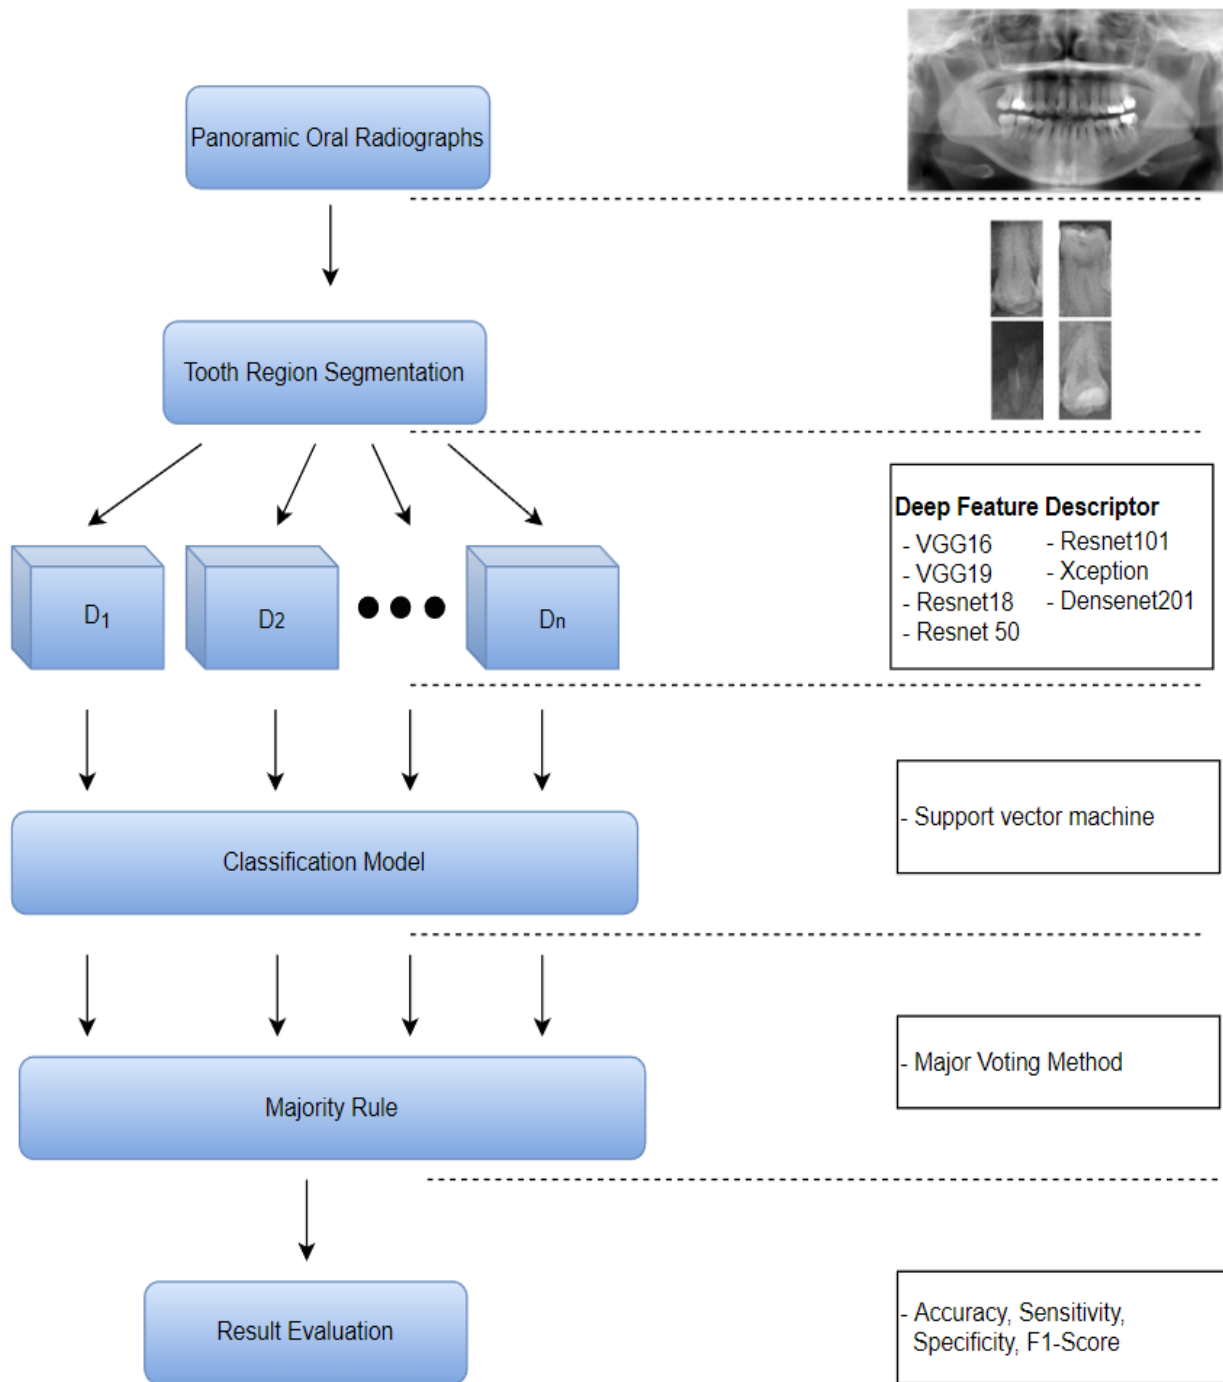 Panoramic Oral Radiographs
Tooth Region Segmentation
Deep Feature Descriptor
- VGG16
- VGG19
- Resnet18
- Resnet 50
- Resnet101
- Xception
- Densenet201
D1
D2
Dn
Classification Model
- Support vector machine
Majority Rule
- Major Voting Method
Result Evaluation
- Accuracy, Sensitivity,
Specificity, F1-Score